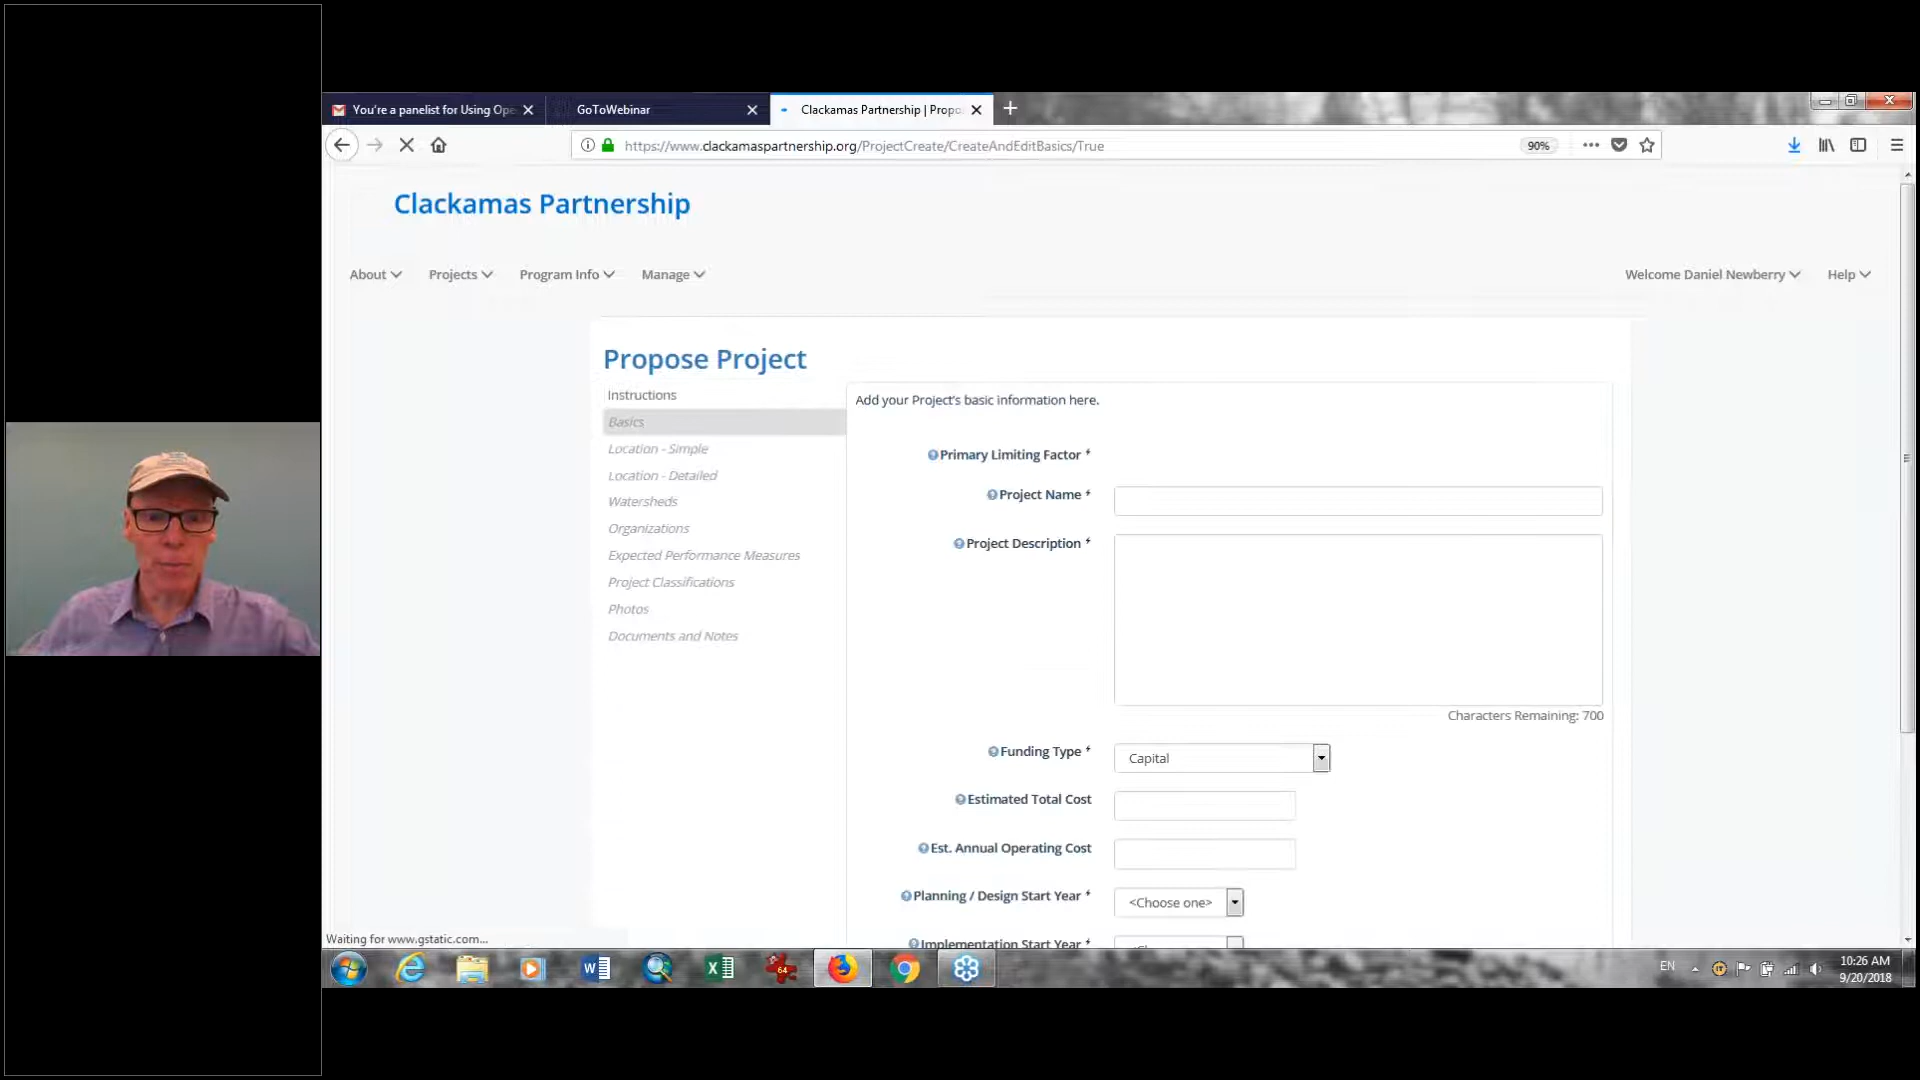 You're a panelist for Using Ope
GoToWebinar
Clackamas Partnership | Propo
https://www.clackamaspartnership.org/ProjectCreate/CreateAndEditBasics/True
90%
Clackamas Partnership
About
Projects
Program Info
Manage
Welcome Daniel Newberry
Help
Propose Project
Instructions
Basics
Location - Simple
Location - Detailed
Watersheds
Organizations
Expected Performance Measures
Project Classifications
Photos
Documents and Notes
Add your Project's basic information here.
Primary Limiting Factor
Project Name
Project Description
Characters Remaining: 700
Funding Type
Capital
Estimated Total Cost
Est. Annual Operating Cost
Planning / Design Start Year
<Choose one>
Implementation Start Year
Waiting for www.gstatic.com...
64
EN
10:26 AM
9/20/2018